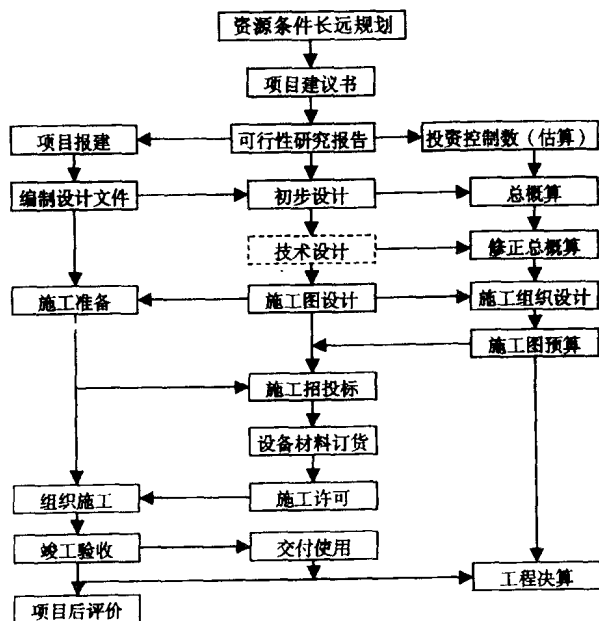 资源条件长远规划
项目建议书
项目报建
可行性研究报告
投资控制数（估算）
编制设计文件
初步设计
总概算
技术设计
修正总概算
施工准备
施工图设计
施工组织设计
施工图预算
施工招投标
设备材料订货
组织施工
施工许可
竣工验收
交付使用
工程决算
项目后评价